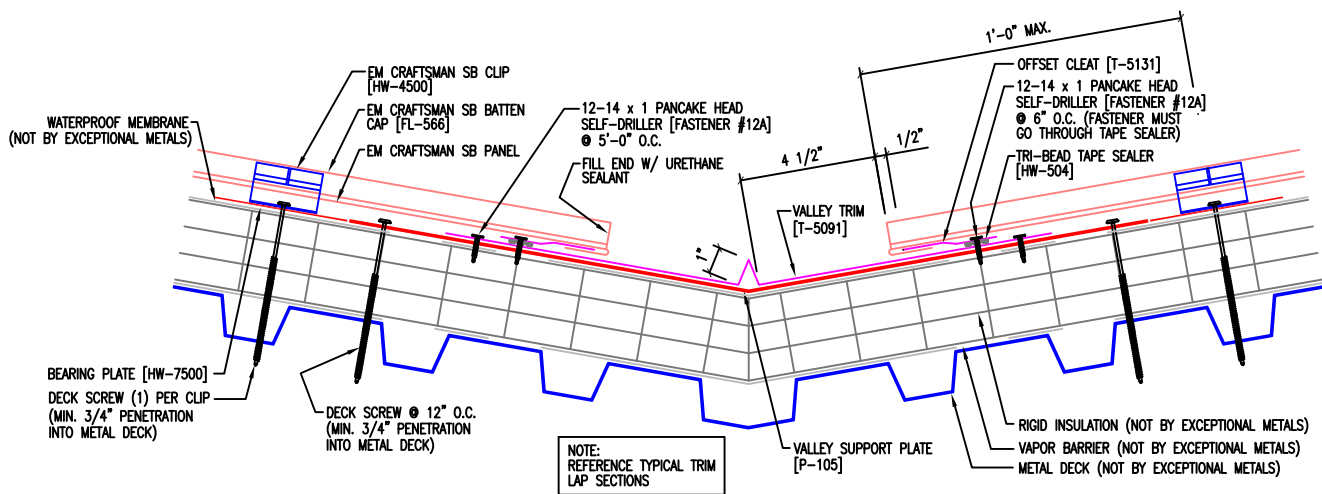 1'-0" MAX.
EM CRAFTSMAN SB CLIP
[HW-4500]
EM CRAFTSMAN SB BATTEN
CAP [FL-566]
EM CRAFTSMAN SB PANEL
WATERPROOF MEMBRANE
(NOT BY EXCEPTIONAL METALS)
12-14 x 1 PANCAKE HEAD
SELF-DRILLER [FASTENER #12A]
@ 5'-0" O.C.
FILL END W/ URETHANE
SEALANT
4 1/2"
1/2"
1"
OFFSET CLEAT [T-5131]
12-14 x 1 PANCAKE HEAD
SELF-DRILLER [FASTENER #12A]
@ 6" O.C. (FASTENER MUST
GO THROUGH TAPE SEALER)
TRI-BEAD TAPE SEALER
[HW-504]
VALLEY TRIM
[T-5091]
BEARING PLATE [HW-7500]
DECK SCREW (1) PER CLIP
(MIN. 3/4" PENETRATION
INTO METAL DECK)
DECK SCREW @ 12" O.C.
(MIN. 3/4" PENETRATION
INTO METAL DECK)
NOTE:
REFERENCE TYPICAL TRIM
LAP SECTIONS
VALLEY SUPPORT PLATE
[P-105]
RIGID INSULATION (NOT BY EXCEPTIONAL METALS)
VAPOR BARRIER (NOT BY EXCEPTIONAL METALS)
METAL DECK (NOT BY EXCEPTIONAL METALS)